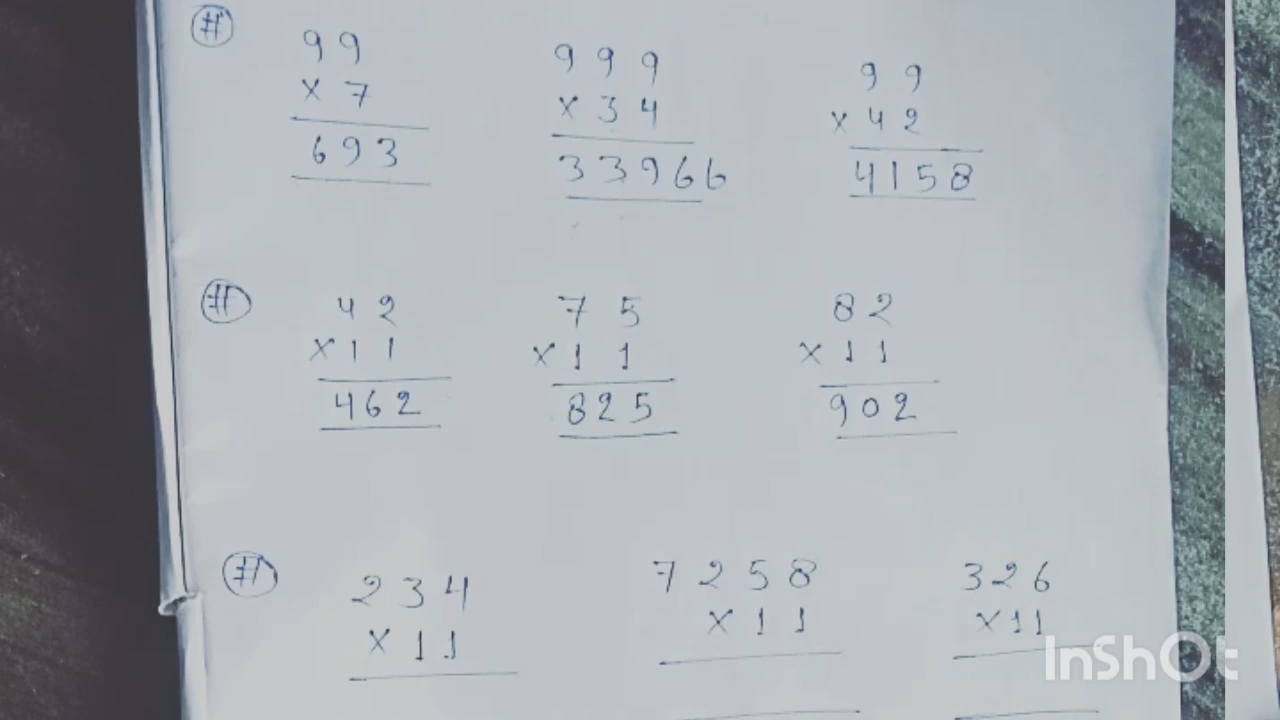 # 99 999 99
× 7 × 34 × 42
693 33966 4158
# 42 75 82
× 11 × 11 × 11
462 825 902
# 234 7258 326
× 11 × 11 × 11
InShOt